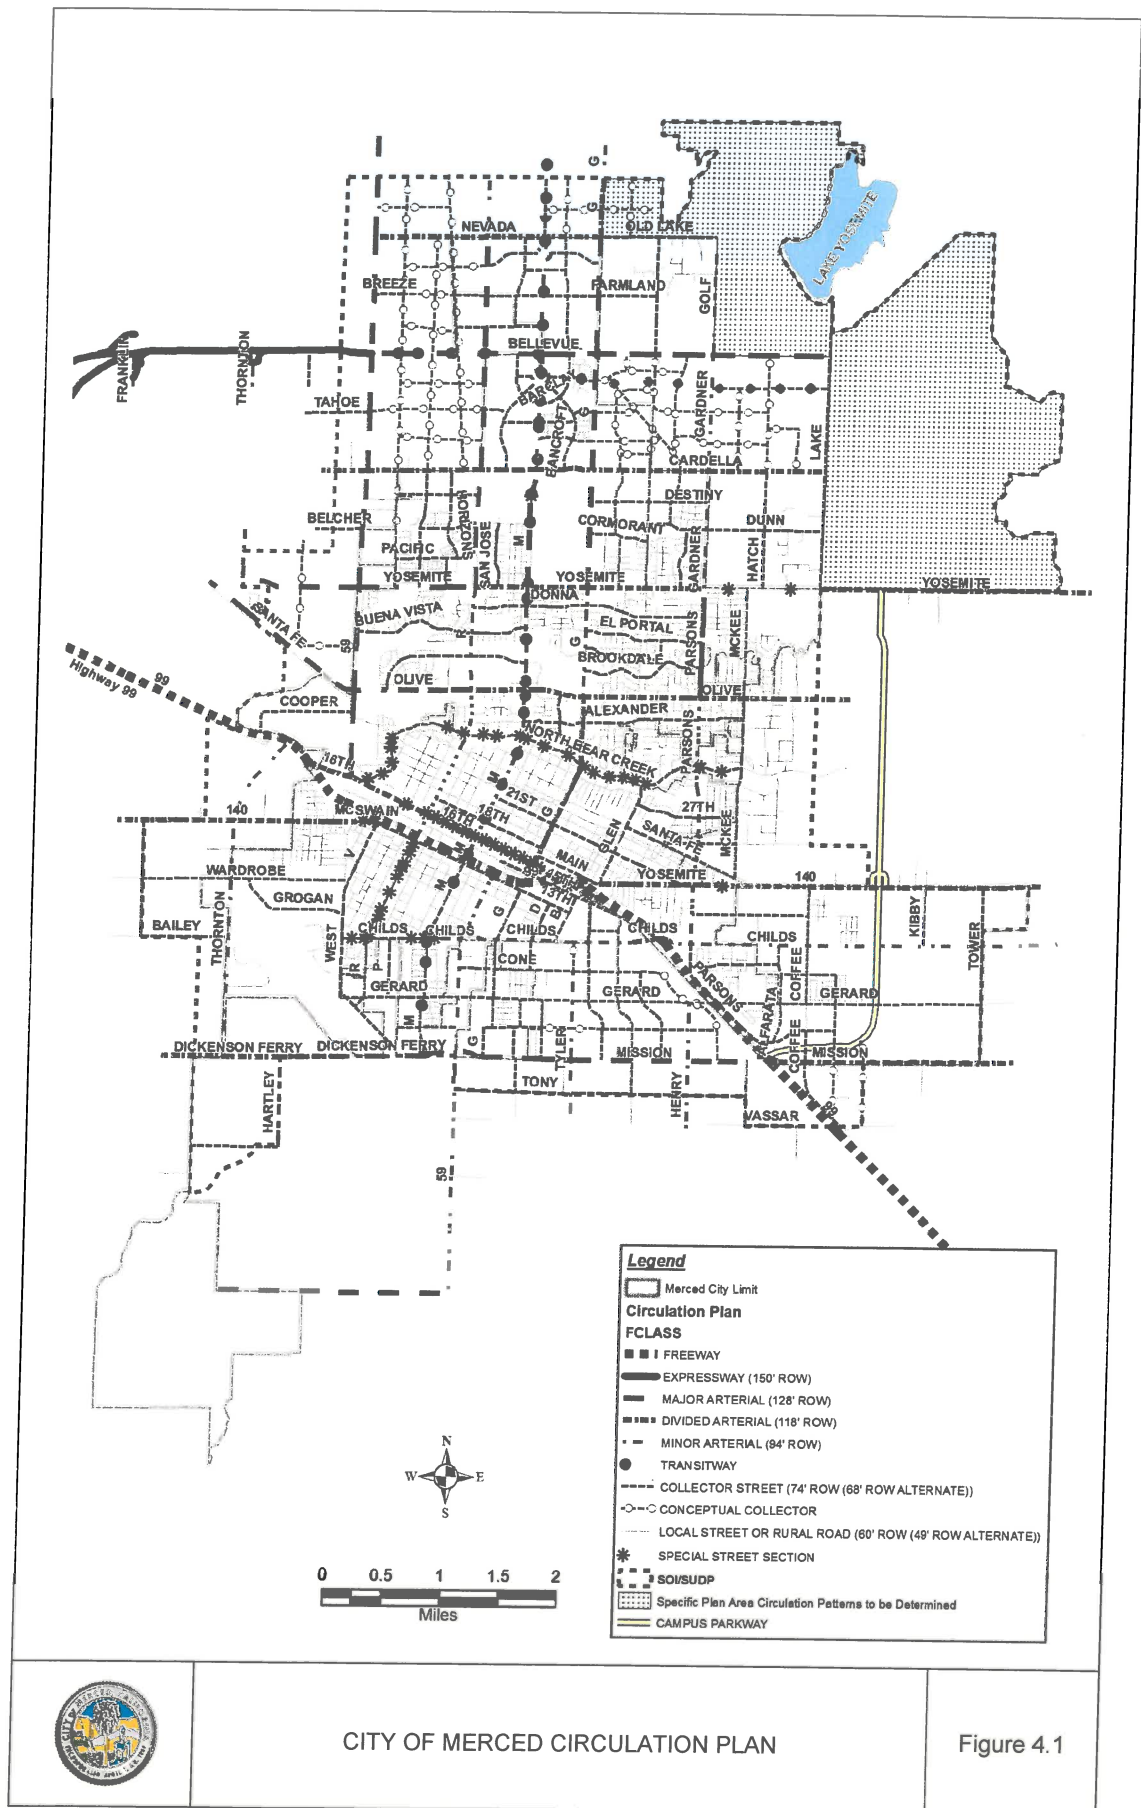 G
G
NEVADA
OLD LAKE
LAKE YOSEMITE
BREEZE
FARMLAND
GOLF
BELLEVUE
FRANKLIN
THORNTON
TAHOE
BANCROFT
G
GARDNER
LAKE
CARDELLA
DESTINY
BELCHER
HORIZONS
CORMORANT
DUNN
M
PACIFIC
SAN JOSE
GARDNER
HATCH
YOSEMITE
YOSEMITE
YOSEMITE
DONNA
SANTA FE
BUENA VISTA
EL PORTAL
59
R
G
PARSONS
MCKEE
BROOKDALE
Highway 99
99
OLIVE
OLIVE
COOPER
ALEXANDER
NORTH BEAR CREEK
PARSONS
16TH
M
21ST
G
27TH
140
MCSWAIN
16TH
18TH
GLEN
SANTA FE
MCKEE
MAIN
V
M
99
13TH
YOSEMITE
140
WARDROBE
M
GROGAN
G
D
B
KIBBY
BAILEY
THORNTON
WEST
CHILDS
CHILDS
CHILDS
CHILDS
CHILDS
TOWER
R
P
CONE
PARSONS
COFFEE
GERARD
GERARD
GERARD
ALFARATA
M
G
TYLER
COFFEE
DICKENSON FERRY
DICKENSON FERRY
MISSION
MISSION
HARTLEY
TONY
HENRY
VASSAR
99
59
Legend
Merced City Limit
Circulation Plan
FCLASS
FREEWAY
EXPRESSWAY (150' ROW)
MAJOR ARTERIAL (128' ROW)
DIVIDED ARTERIAL (118' ROW)
MINOR ARTERIAL (94' ROW)
TRANSITWAY
COLLECTOR STREET (74' ROW (68' ROW ALTERNATE))
CONCEPTUAL COLLECTOR
LOCAL STREET OR RURAL ROAD (60' ROW (49' ROW ALTERNATE))
SPECIAL STREET SECTION
SOI/SUDP
Specific Plan Area Circulation Patterns to be Determined
CAMPUS PARKWAY
N
W E
S
0 0.5 1 1.5 2
Miles
CITY OF MERCED CIRCULATION PLAN
Figure 4.1